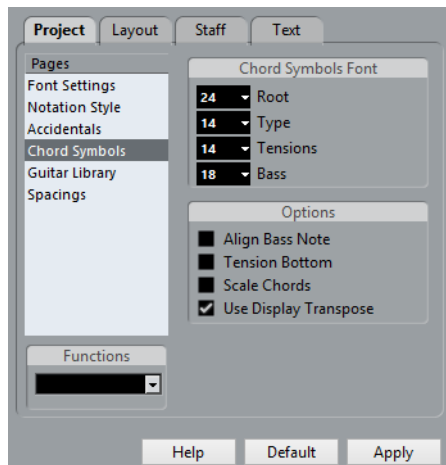 Project Layout Staff Text
Pages
Font Settings
Notation Style
Accidentals
Chord Symbols
Guitar Library
Spacings
Functions
Chord Symbols Font
24 Root
14 Type
14 Tensions
18 Bass
Options
Align Bass Note
Tension Bottom
Scale Chords
Use Display Transpose
Help Default Apply